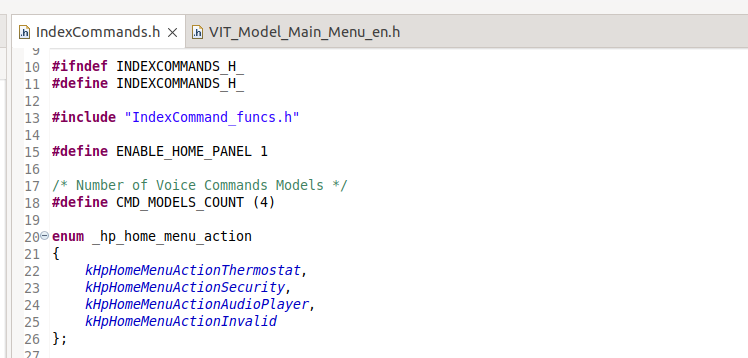 IndexCommands.h
VIT_Model_Main_Menu_en.h
9
10 #ifndef INDEXCOMMANDS_H_
11 #define INDEXCOMMANDS_H_
12
13 #include "IndexCommand_funcs.h"
14
15 #define ENABLE_HOME_PANEL 1
16
17 /* Number of Voice Commands Models */
18 #define CMD_MODELS_COUNT (4)
19
20 enum _hp_home_menu_action
21 {
22 kHpHomeMenuActionThermostat,
23 kHpHomeMenuActionSecurity,
24 kHpHomeMenuActionAudioPlayer,
25 kHpHomeMenuActionInvalid
26 };
27